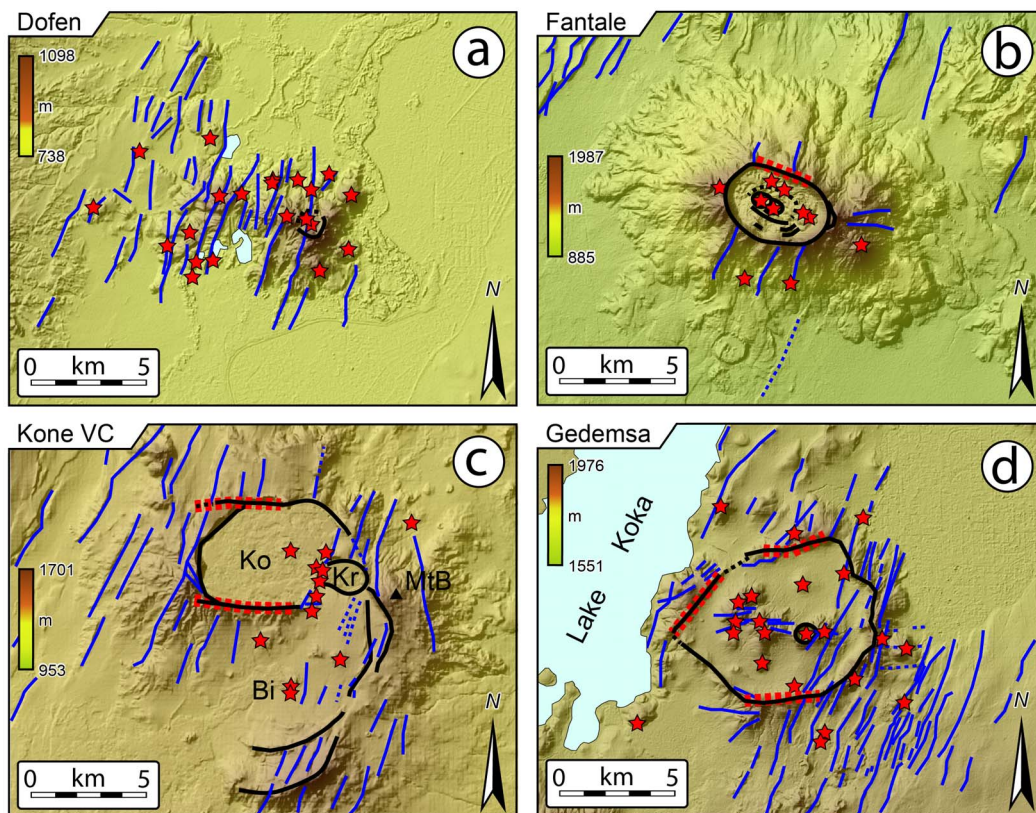 Dofen
a
1098
m
738
N
0 km 5
Fantale
b
1987
m
885
N
0 km 5
Kone VC
c
Ko
Kr
MtB
1701
m
953
Bi
N
0 km 5
Gedemsa
d
1976
m
1551
Lake Koka
N
0 km 5